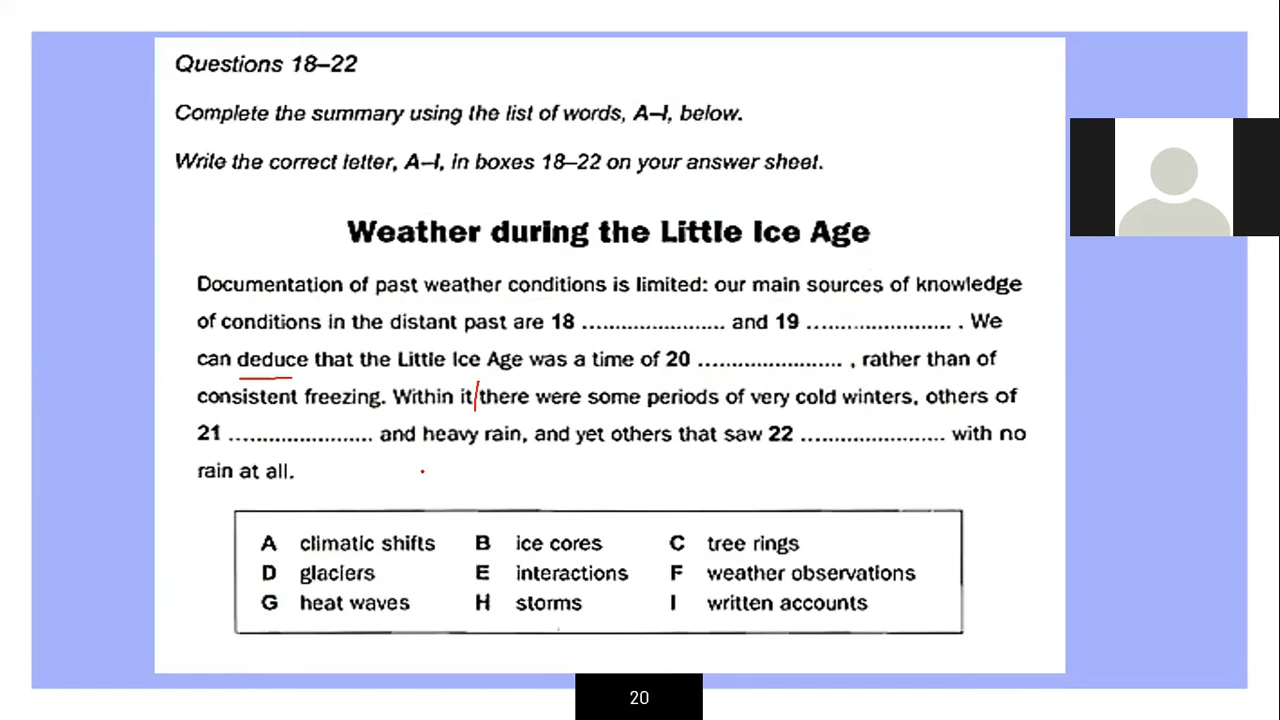 Questions 18–22
Complete the summary using the list of words, A–I, below.
Write the correct letter, A–I, in boxes 18–22 on your answer sheet.
Weather during the Little Ice Age
Documentation of past weather conditions is limited: our main sources of knowledge
of conditions in the distant past are 18 ........................ and 19 ........................ . We
can deduce that the Little Ice Age was a time of 20 ........................ , rather than of
consistent freezing. Within it there were some periods of very cold winters, others of
21 ........................ and heavy rain, and yet others that saw 22 ........................ with no
rain at all.
A climatic shifts B ice cores C tree rings
D glaciers E interactions F weather observations
G heat waves H storms I written accounts
20